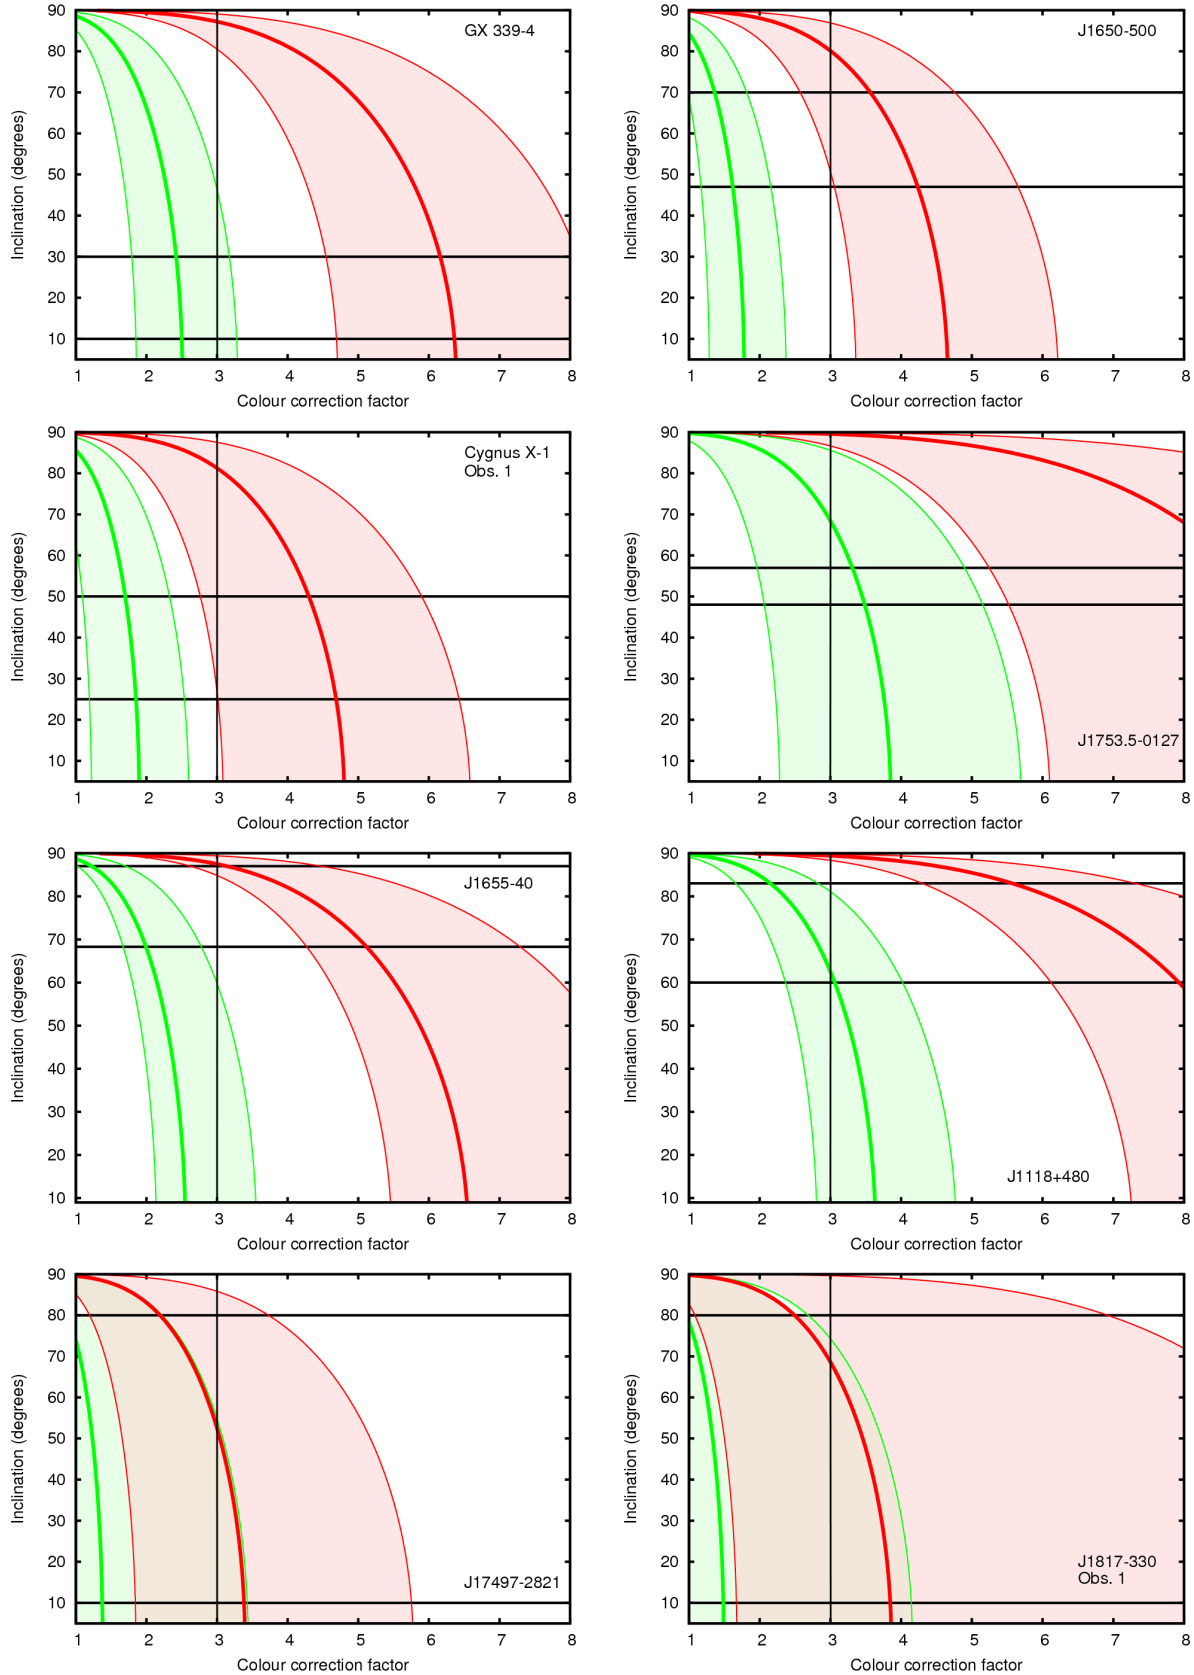 GX 339-4
Inclination (degrees)
90
80
70
60
50
40
30
20
10
1 2 3 4 5 6 7 8
Colour correction factor
J1650-500
Inclination (degrees)
90
80
70
60
50
40
30
20
10
1 2 3 4 5 6 7 8
Colour correction factor
Cygnus X-1
Obs. 1
Inclination (degrees)
90
80
70
60
50
40
30
20
10
1 2 3 4 5 6 7 8
Colour correction factor
J1753.5-0127
Inclination (degrees)
90
80
70
60
50
40
30
20
10
1 2 3 4 5 6 7 8
Colour correction factor
J1655-40
Inclination (degrees)
90
80
70
60
50
40
30
20
10
1 2 3 4 5 6 7 8
Colour correction factor
J1118+480
Inclination (degrees)
90
80
70
60
50
40
30
20
10
1 2 3 4 5 6 7 8
Colour correction factor
J17497-2821
Inclination (degrees)
90
80
70
60
50
40
30
20
10
1 2 3 4 5 6 7 8
Colour correction factor
J1817-330
Obs. 1
Inclination (degrees)
90
80
70
60
50
40
30
20
10
1 2 3 4 5 6 7 8
Colour correction factor